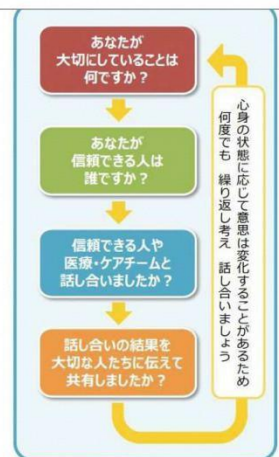 あなたが
大切にしていることは
何ですか？
あなたが
信頼できる人は
誰ですか？
信頼できる人や
医療・ケアチームと
話し合いましたか？
話し合いの結果を
大切な人たちに伝えて
共有しましたか？
心身の状態に応じて意思は変化することがあるため
何度でも 繰り返し考え 話し合いましょう